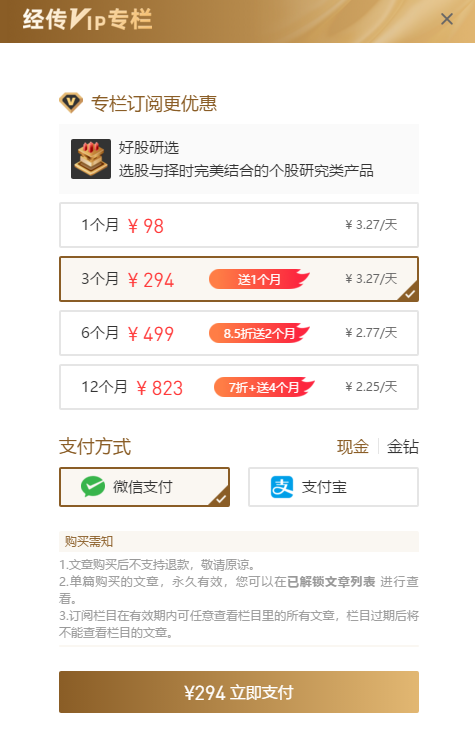 经传Vip专栏
专栏订阅更优惠
好股研选
选股与择时完美结合的个股研究类产品
1个月 ¥ 98 ¥ 3.27/天
3个月 ¥ 294 送1个月 ¥ 3.27/天
6个月 ¥ 499 8.5折送2个月 ¥ 2.77/天
12个月 ¥ 823 7折+送4个月 ¥ 2.25/天
支付方式 现金 金钻
微信支付 支付宝
购买需知
1.文章购买后不支持退款，敬请原谅。
2.单篇购买的文章，永久有效，您可以在已解锁文章列表 进行查
看。
3.订阅栏目在有效期内可任意查看栏目里的所有文章，栏目过期后将
不能查看栏目的文章。
¥294 立即支付